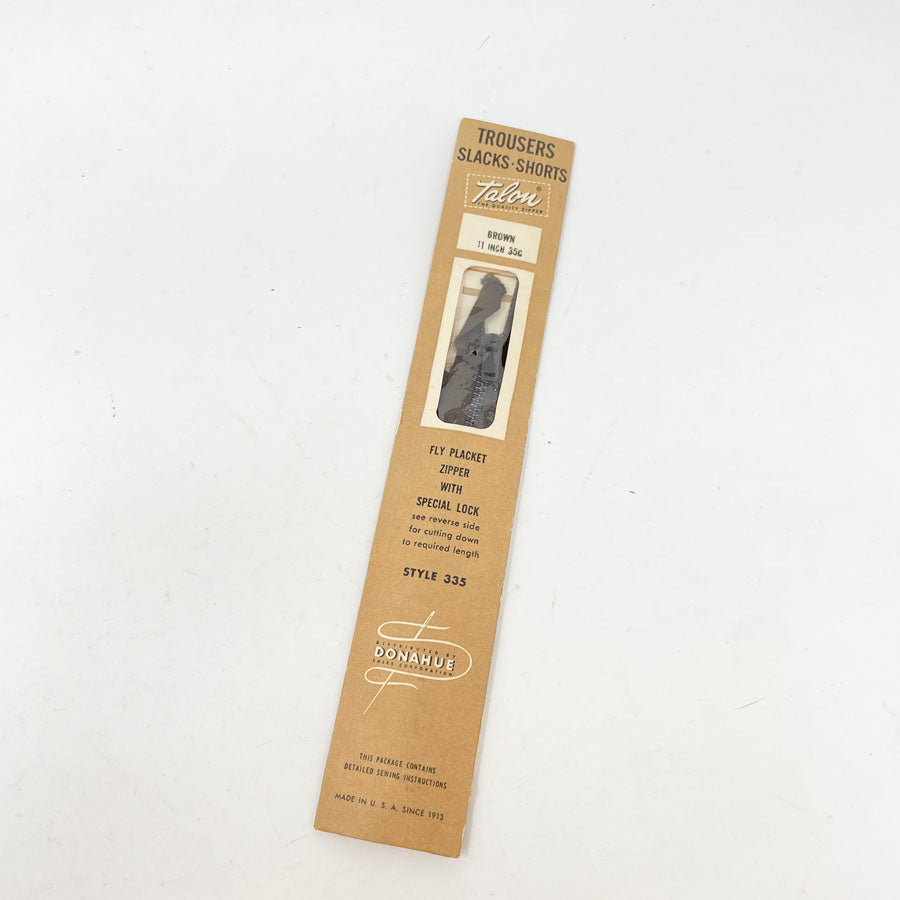 TROUSERS
SLACKS·SHORTS
Talon®
THE QUALITY ZIPPER
BROWN
11 INCH 35¢
FLY PLACKET
ZIPPER
WITH
SPECIAL LOCK
see reverse side
for cutting down
to required length
STYLE 335
DISTRIBUTED BY
DONAHUE
SALES CORPORATION
THIS PACKAGE CONTAINS
DETAILED SEWING INSTRUCTIONS
MADE IN U. S. A. SINCE 1913